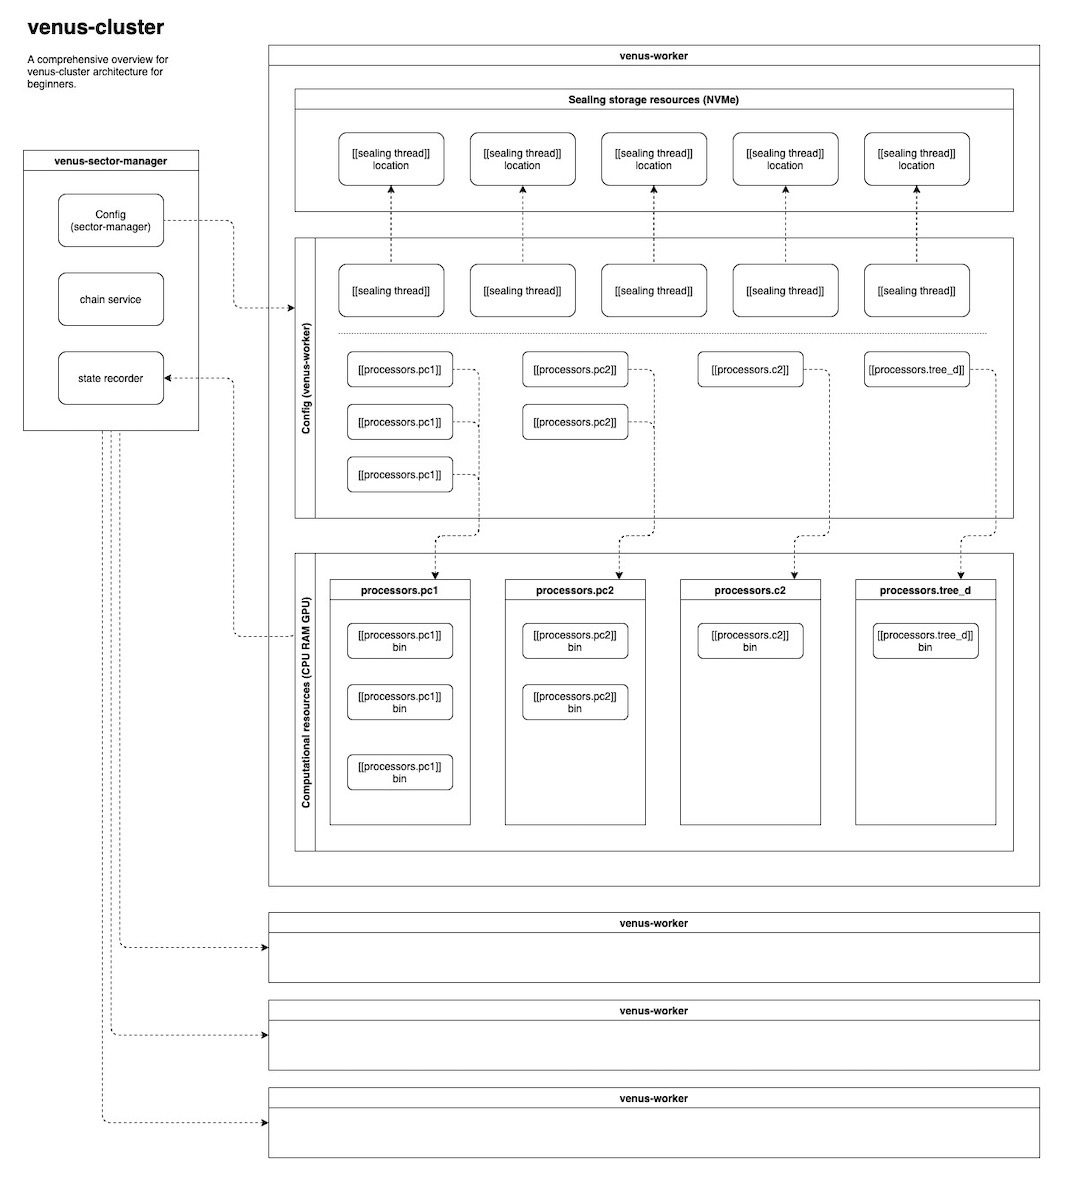 venus-cluster
A comprehensive overview for
venus-cluster architecture for
beginners.
venus-sector-manager
Config
(sector-manager)
chain service
state recorder
venus-worker
Sealing storage resources (NVMe)
[[sealing thread]]
location
[[sealing thread]]
location
[[sealing thread]]
location
[[sealing thread]]
location
[[sealing thread]]
location
Config (venus-worker)
[[sealing thread]]
[[sealing thread]]
[[sealing thread]]
[[sealing thread]]
[[sealing thread]]
[[processors.pc1]]
[[processors.pc2]]
[[processors.c2]]
[[processors.tree_d]]
[[processors.pc1]]
[[processors.pc2]]
[[processors.pc1]]
Computational resources (CPU RAM GPU)
processors.pc1
[[processors.pc1]]
bin
[[processors.pc1]]
bin
[[processors.pc1]]
bin
processors.pc2
[[processors.pc2]]
bin
[[processors.pc2]]
bin
processors.c2
[[processors.c2]]
bin
processors.tree_d
[[processors.tree_d]]
bin
venus-worker
venus-worker
venus-worker